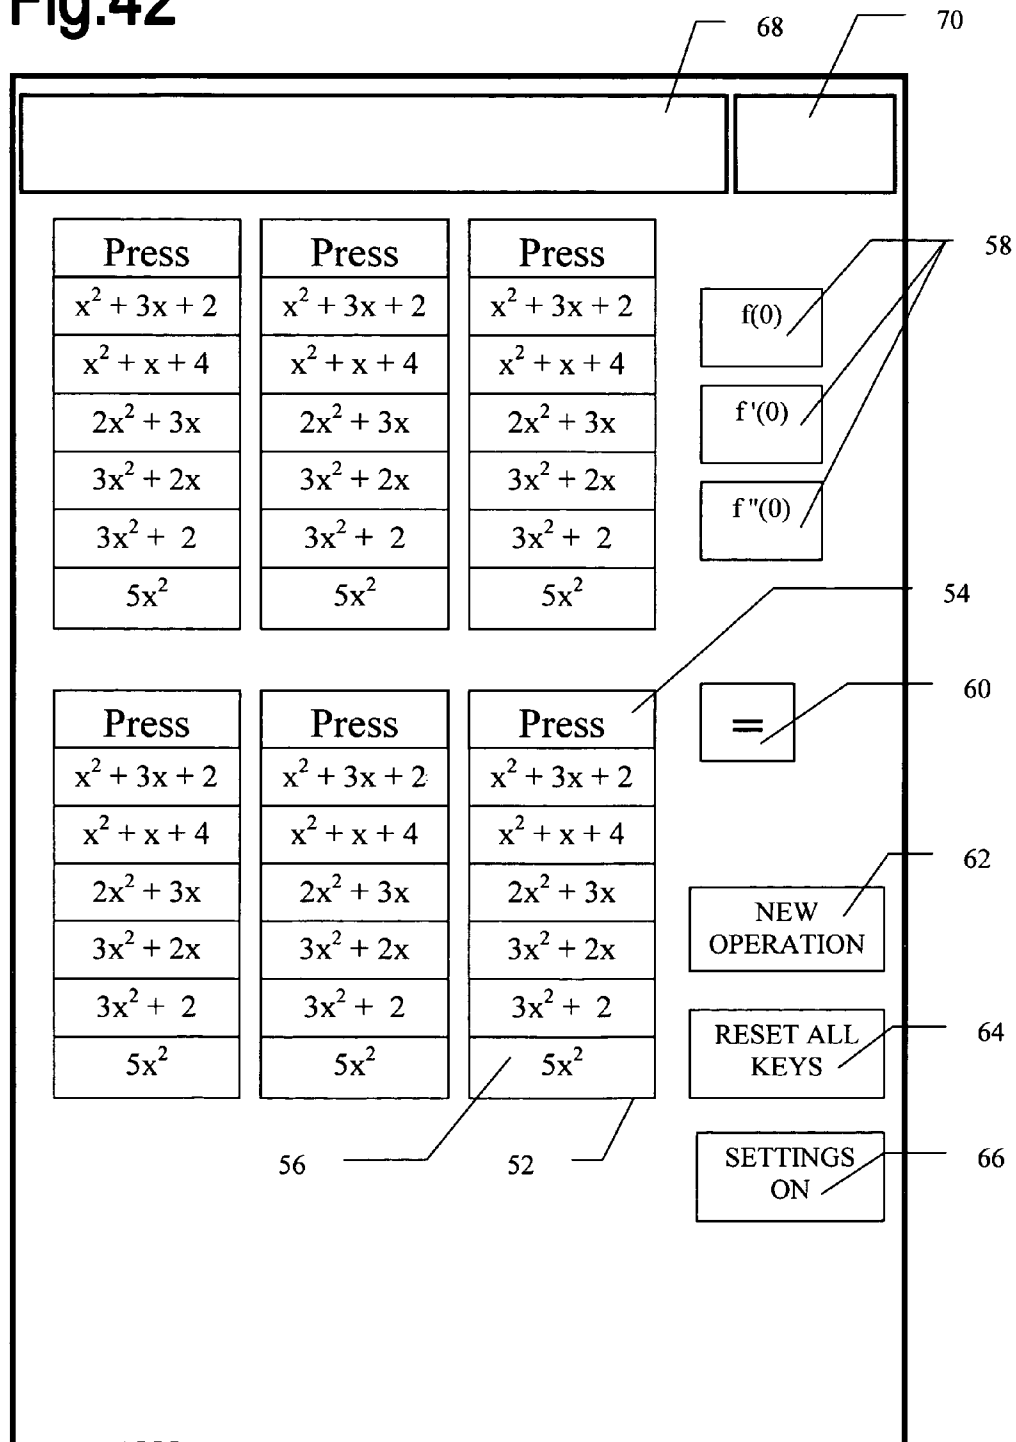 Fig.42
68
70
Press Press Press
x² + 3x + 2 x² + 3x + 2 x² + 3x + 2
x² + x + 4 x² + x + 4 x² + x + 4
2x² + 3x 2x² + 3x 2x² + 3x
3x² + 2x 3x² + 2x 3x² + 2x
3x² + 2 3x² + 2 3x² + 2
5x² 5x² 5x²
f(0)
f'(0)
f"(0)
58
54
Press Press Press
x² + 3x + 2 x² + 3x + 2 x² + 3x + 2
x² + x + 4 x² + x + 4 x² + x + 4
2x² + 3x 2x² + 3x 2x² + 3x
3x² + 2x 3x² + 2x 3x² + 2x
3x² + 2 3x² + 2 3x² + 2
5x² 5x² 5x²
=
60
62
NEW
OPERATION
64
RESET ALL
KEYS
66
SETTINGS
ON
56
52